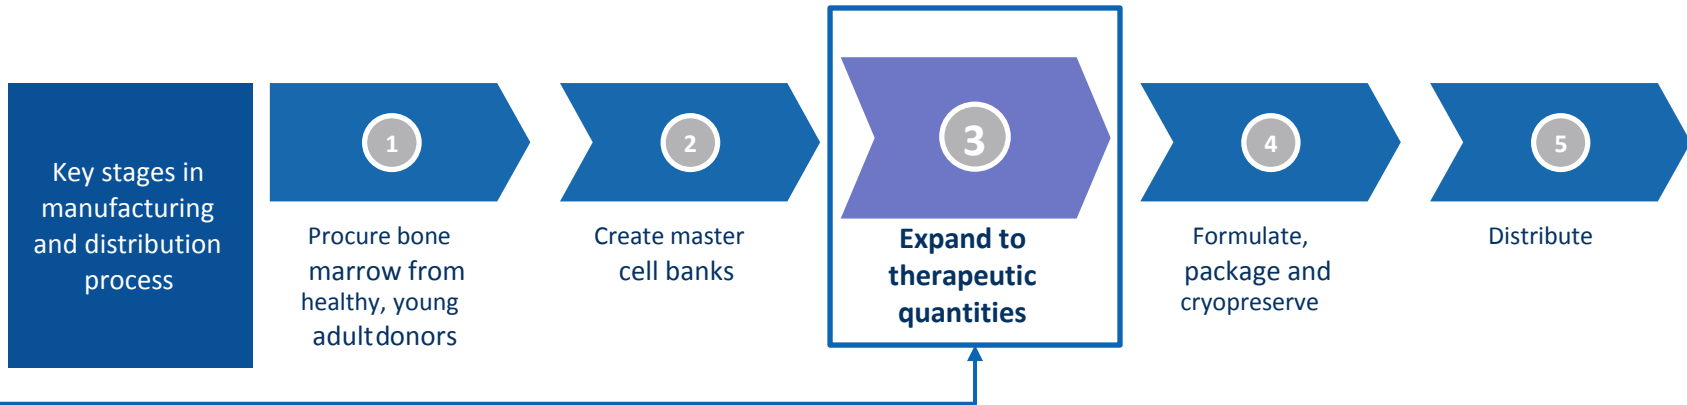 Key stages in
manufacturing
and distribution
process
1
Procure bone
marrow from
healthy, young
adult donors
2
Create master
cell banks
3
Expand to
therapeutic
quantities
4
Formulate,
package and
cryopreserve
5
Distribute